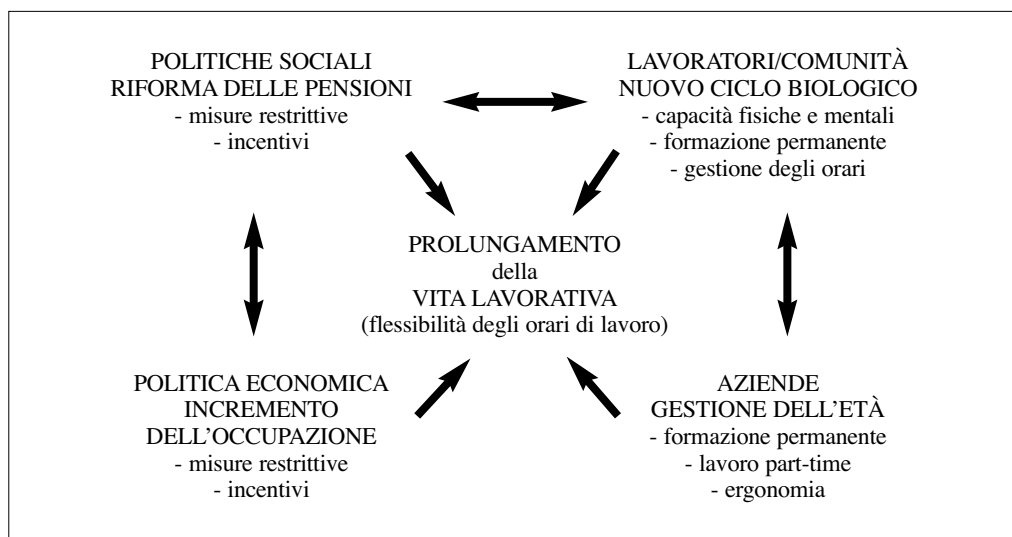 POLITICHE SOCIALI
RIFORMA DELLE PENSIONI
- misure restrittive
- incentivi
LAVORATORI/COMUNITÀ
NUOVO CICLO BIOLOGICO
- capacità fisiche e mentali
- formazione permanente
- gestione degli orari
PROLUNGAMENTO
della
VITA LAVORATIVA
(flessibilità degli orari di lavoro)
POLITICA ECONOMICA
INCREMENTO
DELL’OCCUPAZIONE
- misure restrittive
- incentivi
AZIENDE
GESTIONE DELL’ETÀ
- formazione permanente
- lavoro part-time
- ergonomia